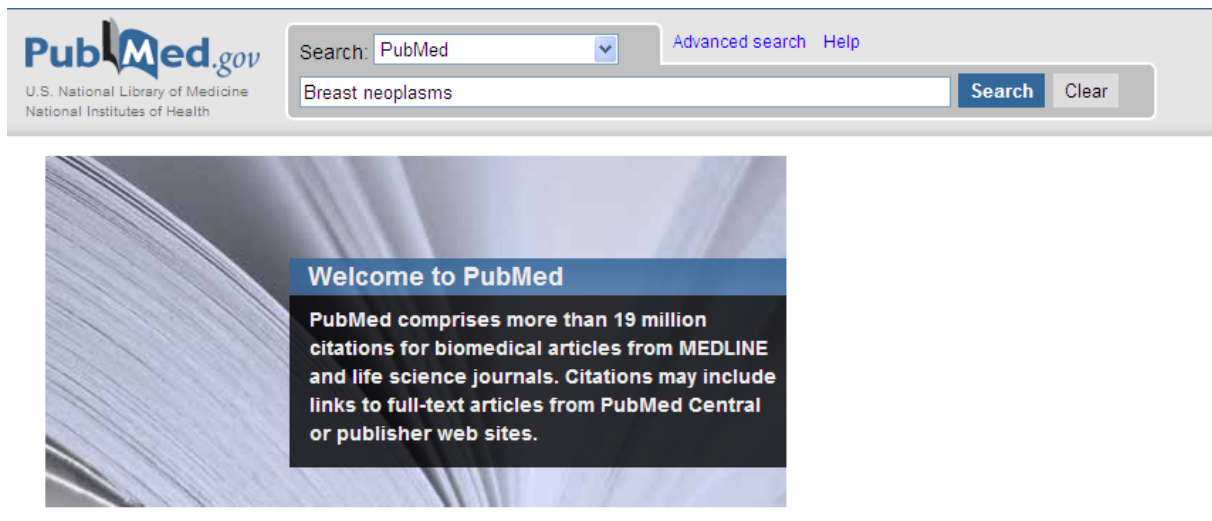 PubMed.gov
U.S. National Library of Medicine
National Institutes of Health
Search: PubMed
Advanced search Help
Breast neoplasms
Search Clear
Welcome to PubMed
PubMed comprises more than 19 million
citations for biomedical articles from MEDLINE
and life science journals. Citations may include
links to full-text articles from PubMed Central
or publisher web sites.